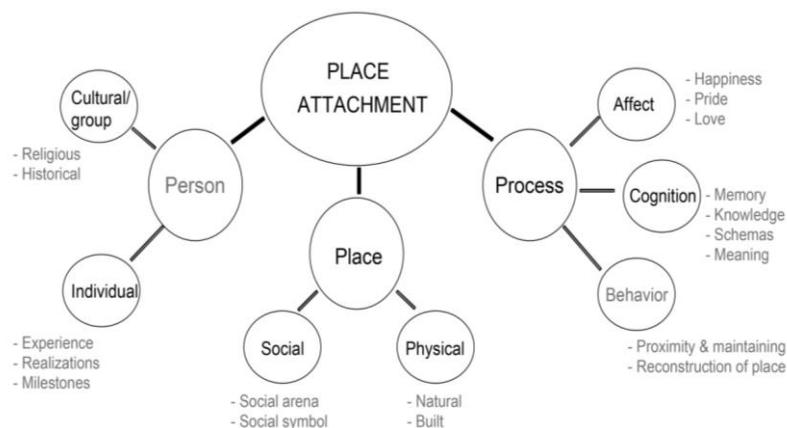 PLACE
ATTACHMENT
Person
Cultural/
group
- Religious
- Historical
Individual
- Experience
- Realizations
- Milestones
Place
Social
- Social arena
- Social symbol
Physical
- Natural
- Built
Process
Affect
- Happiness
- Pride
- Love
Cognition
- Memory
- Knowledge
- Schemas
- Meaning
Behavior
- Proximity & maintaining
- Reconstruction of place